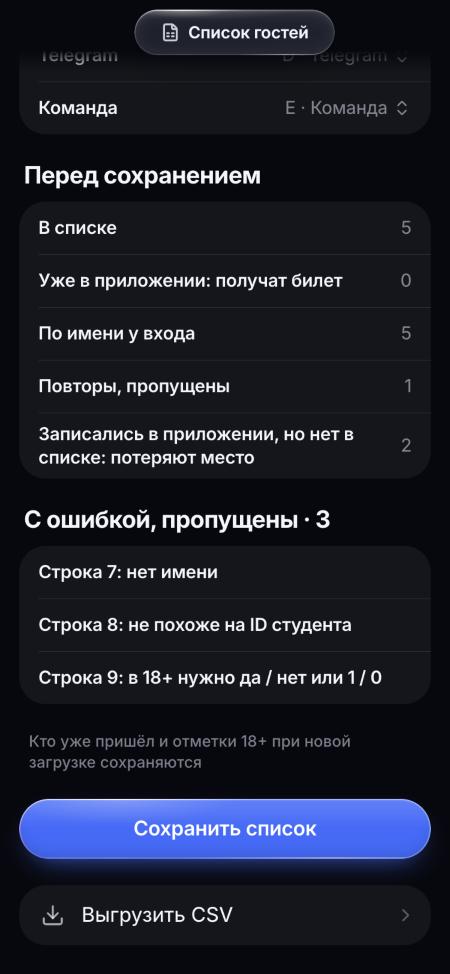 Список гостей
Telegram
D · Telegram
Команда
E · Команда
Перед сохранением
В списке
5
Уже в приложении: получат билет
0
По имени у входа
5
Повторы, пропущены
1
Записались в приложении, но нет в
списке: потеряют место
2
С ошибкой, пропущены · 3
Строка 7: нет имени
Строка 8: не похоже на ID студента
Строка 9: в 18+ нужно да / нет или 1 / 0
Кто уже пришёл и отметки 18+ при новой
загрузке сохраняются
Сохранить список
Выгрузить CSV